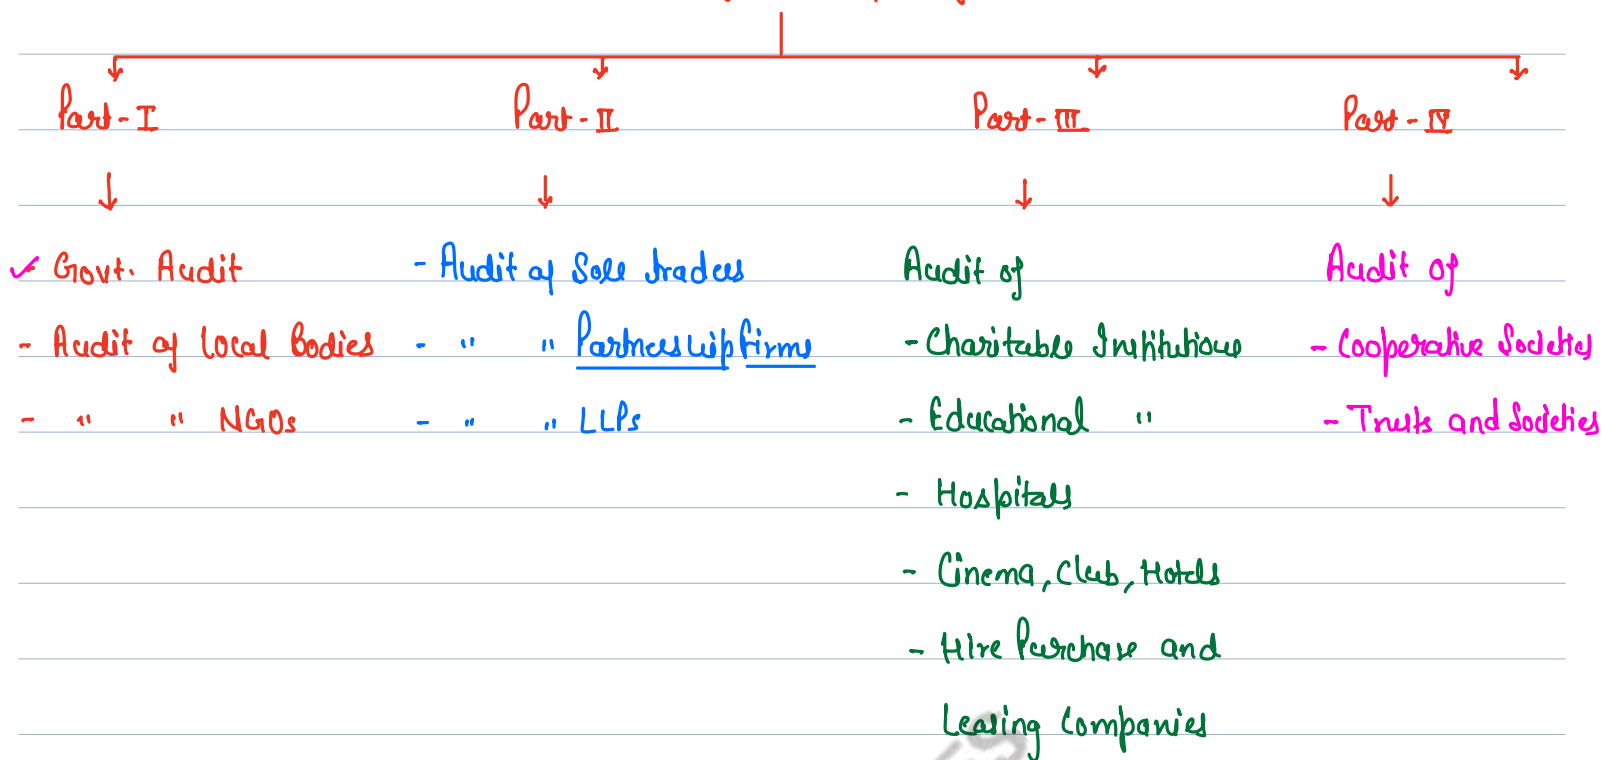 Part-I
Part-II
Part-III
Part-IV
Govt. Audit
- Audit of Local Bodies
- " " NGOs
- Audit of Sole traders
- " " Partnership firms
- " " LLPs
Audit of
- Charitable Institutions
- Educational "
- Hospitals
- Cinema, Club, Hotels
- Hire Purchase and
Leasing Companies
Audit of
- Cooperative Societies
- Trusts and Societies